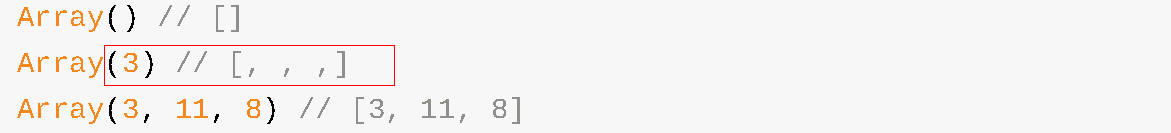 Array() // []
Array(3) // [, , ,]
Array(3, 11, 8) // [3, 11, 8]